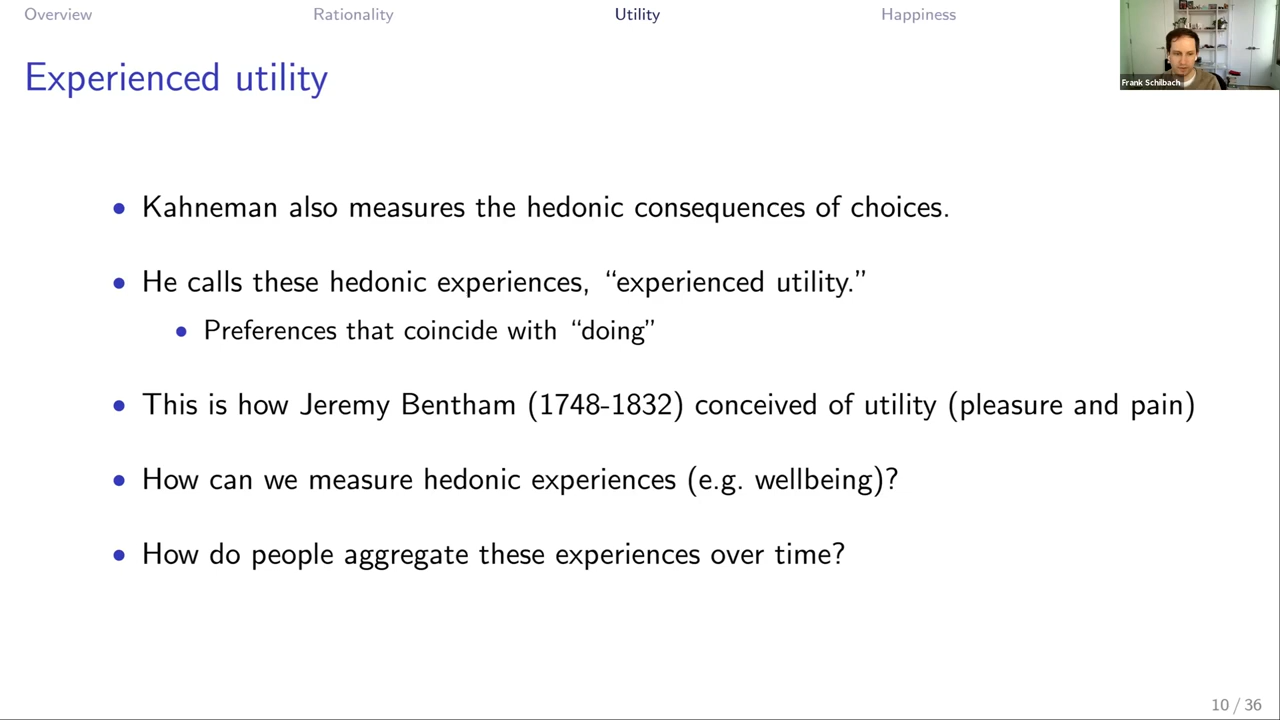 Overview Rationality Utility Happiness
Frank Schilbach
Experienced utility
• Kahneman also measures the hedonic consequences of choices.
• He calls these hedonic experiences, “experienced utility.”
• Preferences that coincide with “doing”
• This is how Jeremy Bentham (1748-1832) conceived of utility (pleasure and pain)
• How can we measure hedonic experiences (e.g. wellbeing)?
• How do people aggregate these experiences over time?
10 / 36